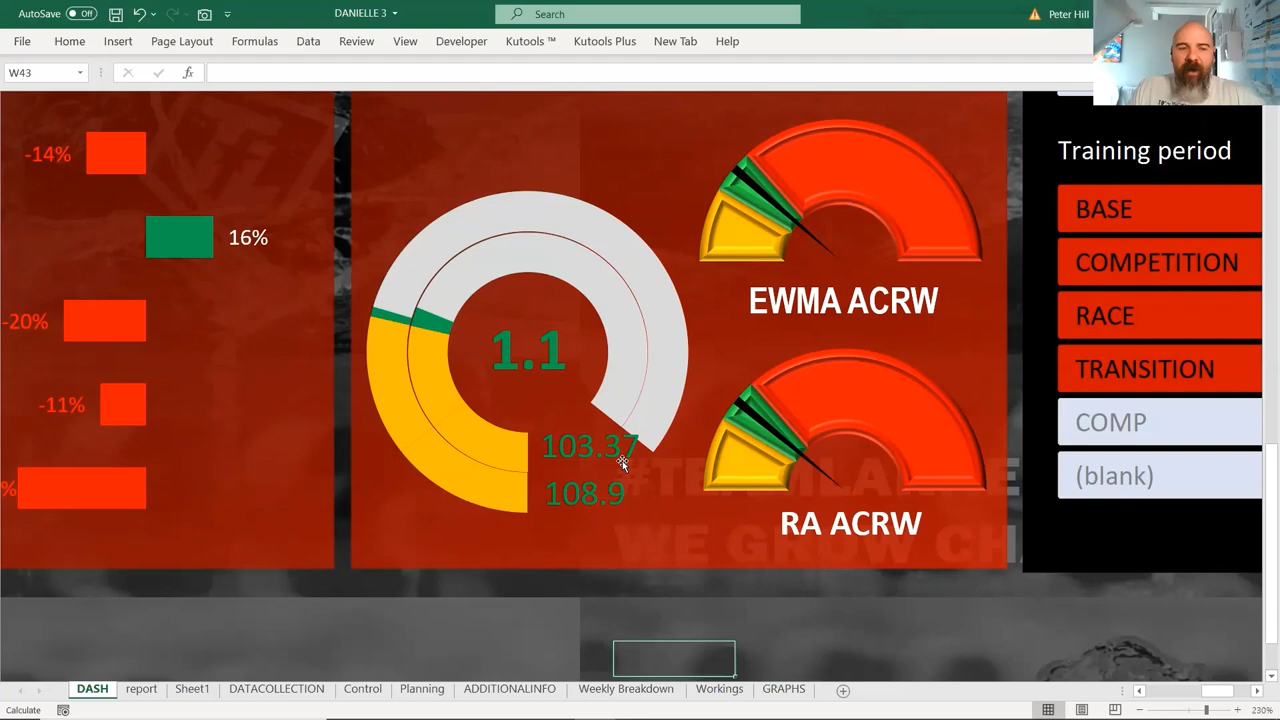 AutoSave Off
DANIELLE 3
Search
Peter Hill
File Home Insert Page Layout Formulas Data Review View Developer Kutools ™ Kutools Plus New Tab Help
W43
fx
-14%
16%
-20%
-11%
%
1.1
103.37
108.9
EWMA ACRW
RA ACRW
WE GROW CH
Training period
BASE
COMPETITION
RACE
TRANSITION
COMP
(blank)
DASH report Sheet1 DATACOLLECTION Control Planning ADDITIONALINFO Weekly Breakdown Workings GRAPHS
Calculate
230%